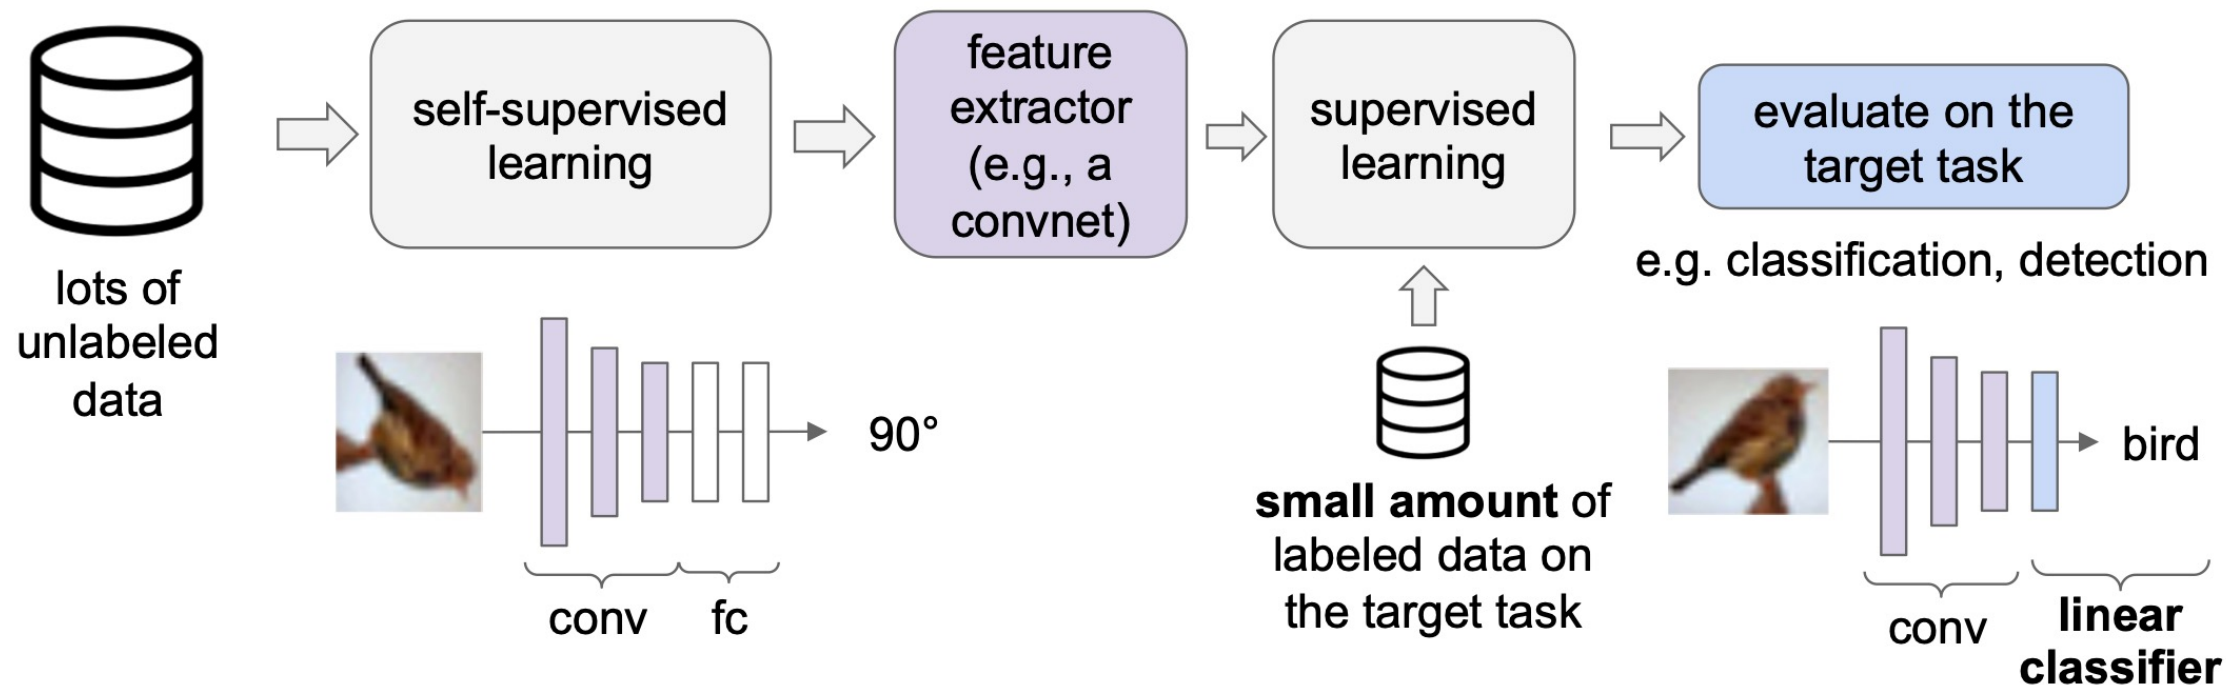 lots of
unlabeled
data
self-supervised
learning
feature
extractor
(e.g., a
convnet)
supervised
learning
evaluate on the
target task
e.g. classification, detection
90°
conv
fc
small amount of
labeled data on
the target task
bird
conv
linear
classifier